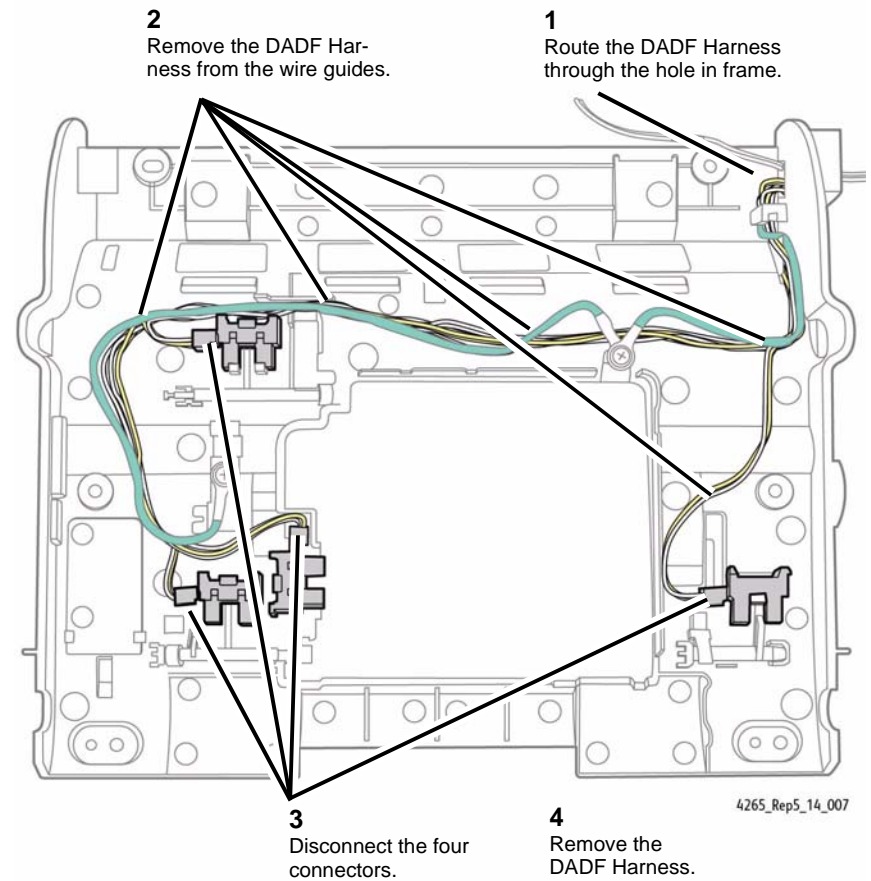 2
Remove the DADF Har-
ness from the wire guides.
1
Route the DADF Harness
through the hole in frame.
4265_Rep5_14_007
3
Disconnect the four
connectors.
4
Remove the
DADF Harness.